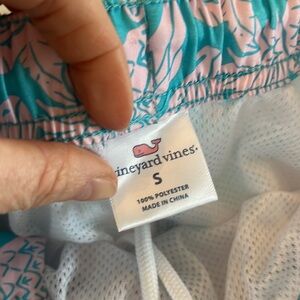 vineyard vines®
S
100% POLYESTER
MADE IN CHINA